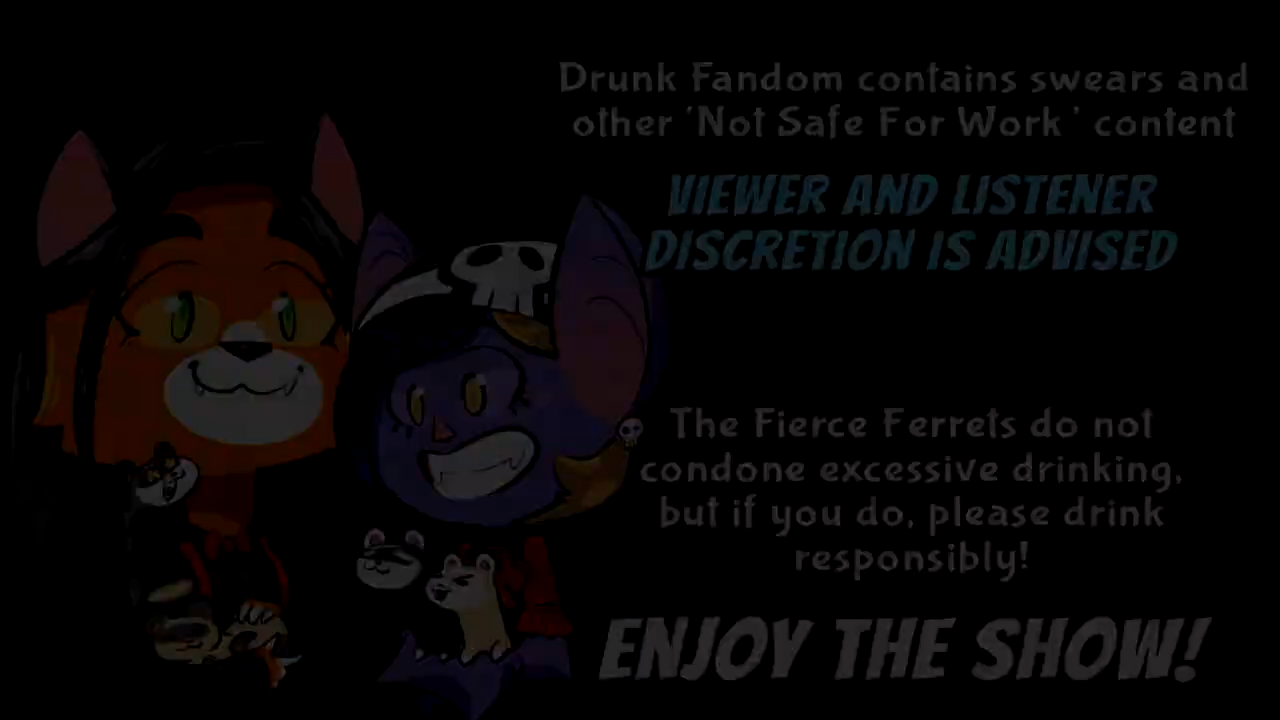 Drunk Fandom contains swears and
other 'Not Safe For Work ' content
VIEWER AND LISTENER
DISCRETION IS ADVISED
The Fierce Ferrets do not
condone excessive drinking,
but if you do, please drink
responsibly!
ENJOY THE SHOW!